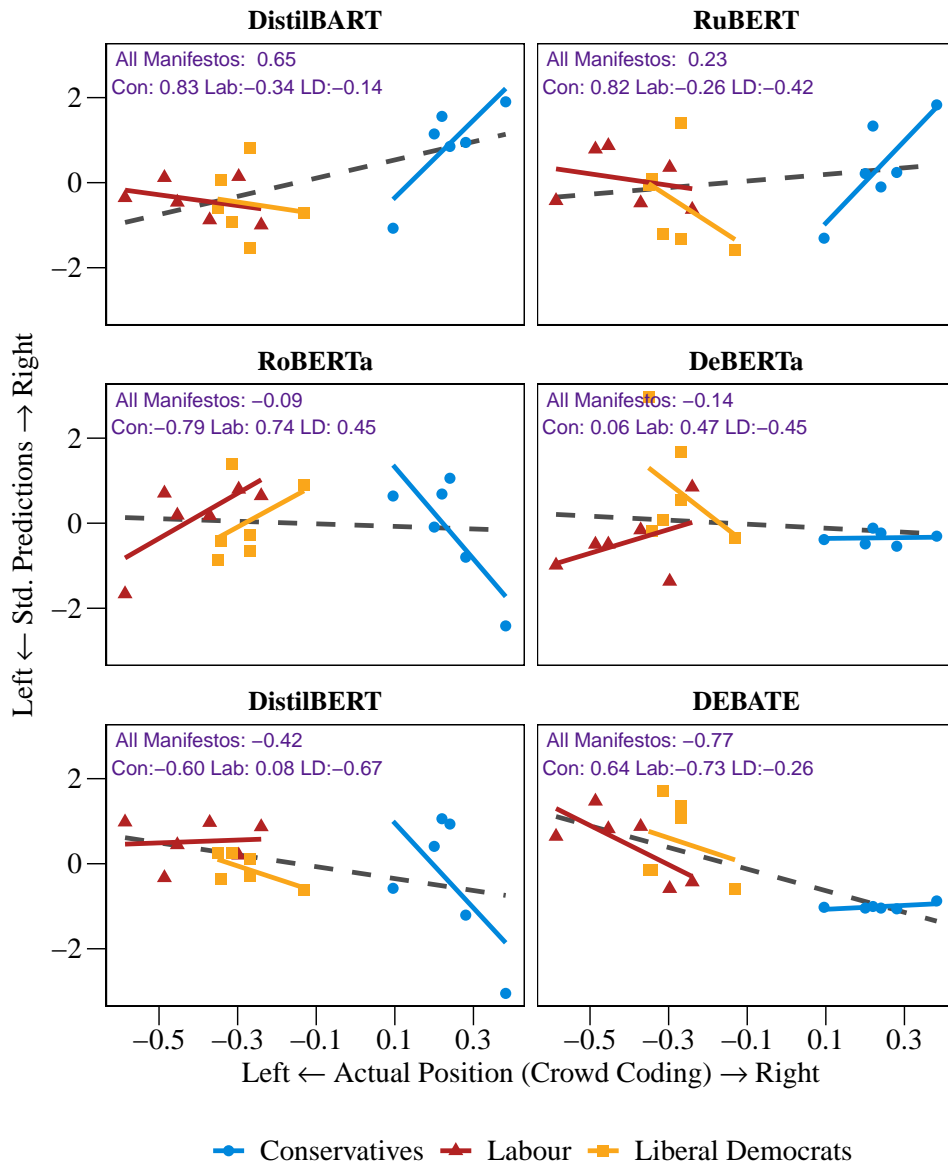 DistilBART
All Manifestos: 0.65
Con: 0.83 Lab:−0.34 LD:−0.14
RuBERT
All Manifestos: 0.23
Con: 0.82 Lab:−0.26 LD:−0.42
2
0
−2
RoBERTa
All Manifestos: −0.09
Con:−0.79 Lab: 0.74 LD: 0.45
DeBERTa
All Manifestos: −0.14
Con: 0.06 Lab: 0.47 LD:−0.45
2
0
−2
Left ← Std. Predictions → Right
DistilBERT
All Manifestos: −0.42
Con:−0.60 Lab: 0.08 LD:−0.67
DEBATE
All Manifestos: −0.77
Con: 0.64 Lab:−0.73 LD:−0.26
2
0
−2
−0.5 −0.3 −0.1 0.1 0.3 −0.5 −0.3 −0.1 0.1 0.3
Left ← Actual Position (Crowd Coding) → Right
Conservatives Labour Liberal Democrats